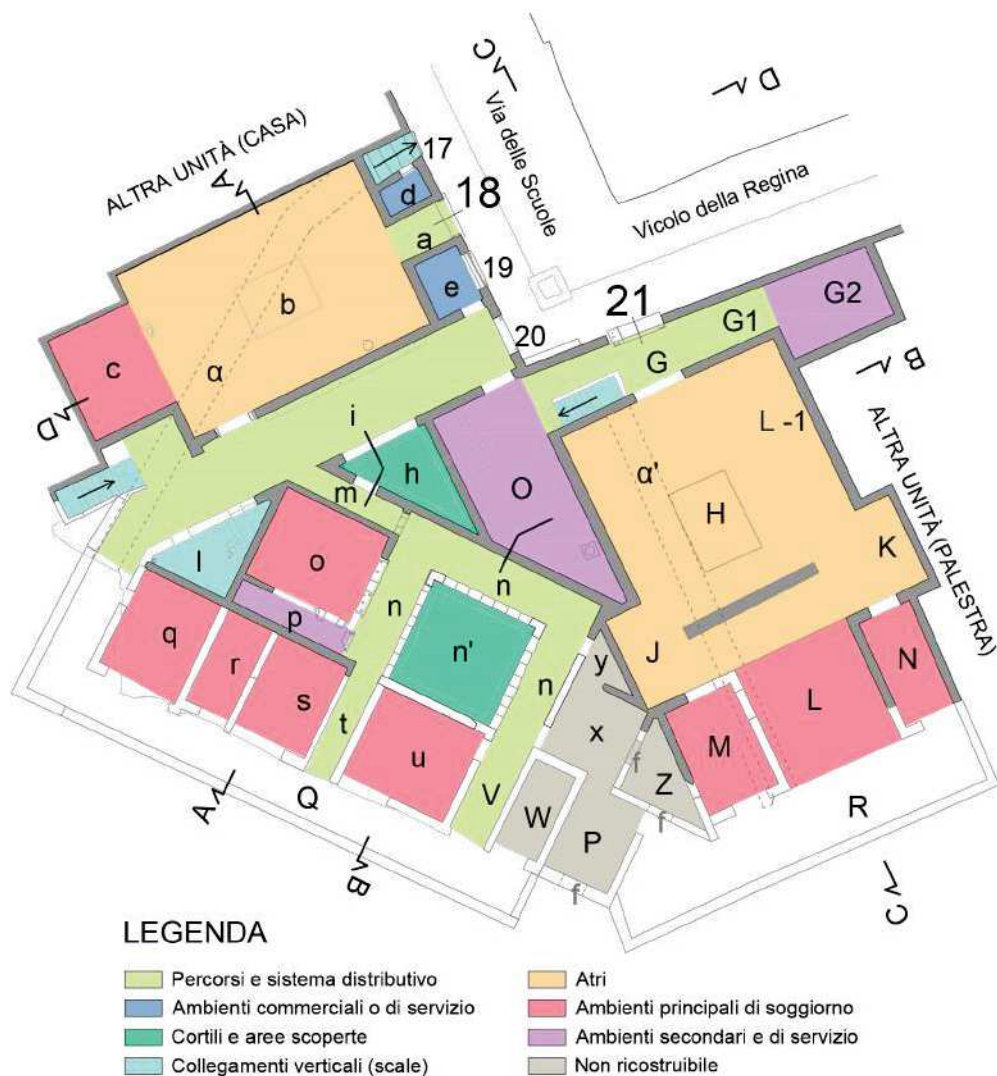 C
D
Via delle Scuole
ALTRA UNITÀ (CASA)
17
A
d
18
Vicolo della Regina
a
19
e
b
21
G2
G1
20
G
B
c
α
D
L -1
i
α'
h
H
m
O
K
ALTRA UNITÀ (PALESTRA)
l
o
n
n
p
q
n'
J
N
r
y
n
L
s
x
t
u
M
f
Z
V
A
Q
W
R
f
P
B
f
C
LEGENDA
Percorsi e sistema distributivo
Ambienti commerciali o di servizio
Cortili e aree scoperte
Collegamenti verticali (scale)
Atri
Ambienti principali di soggiorno
Ambienti secondari e di servizio
Non ricostruibile